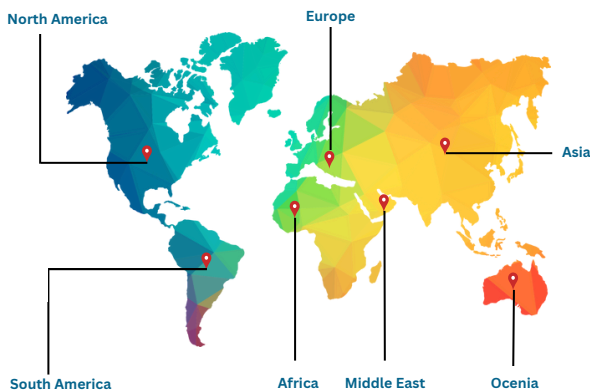 North America
Europe
Asia
South America
Africa
Middle East
Ocenia